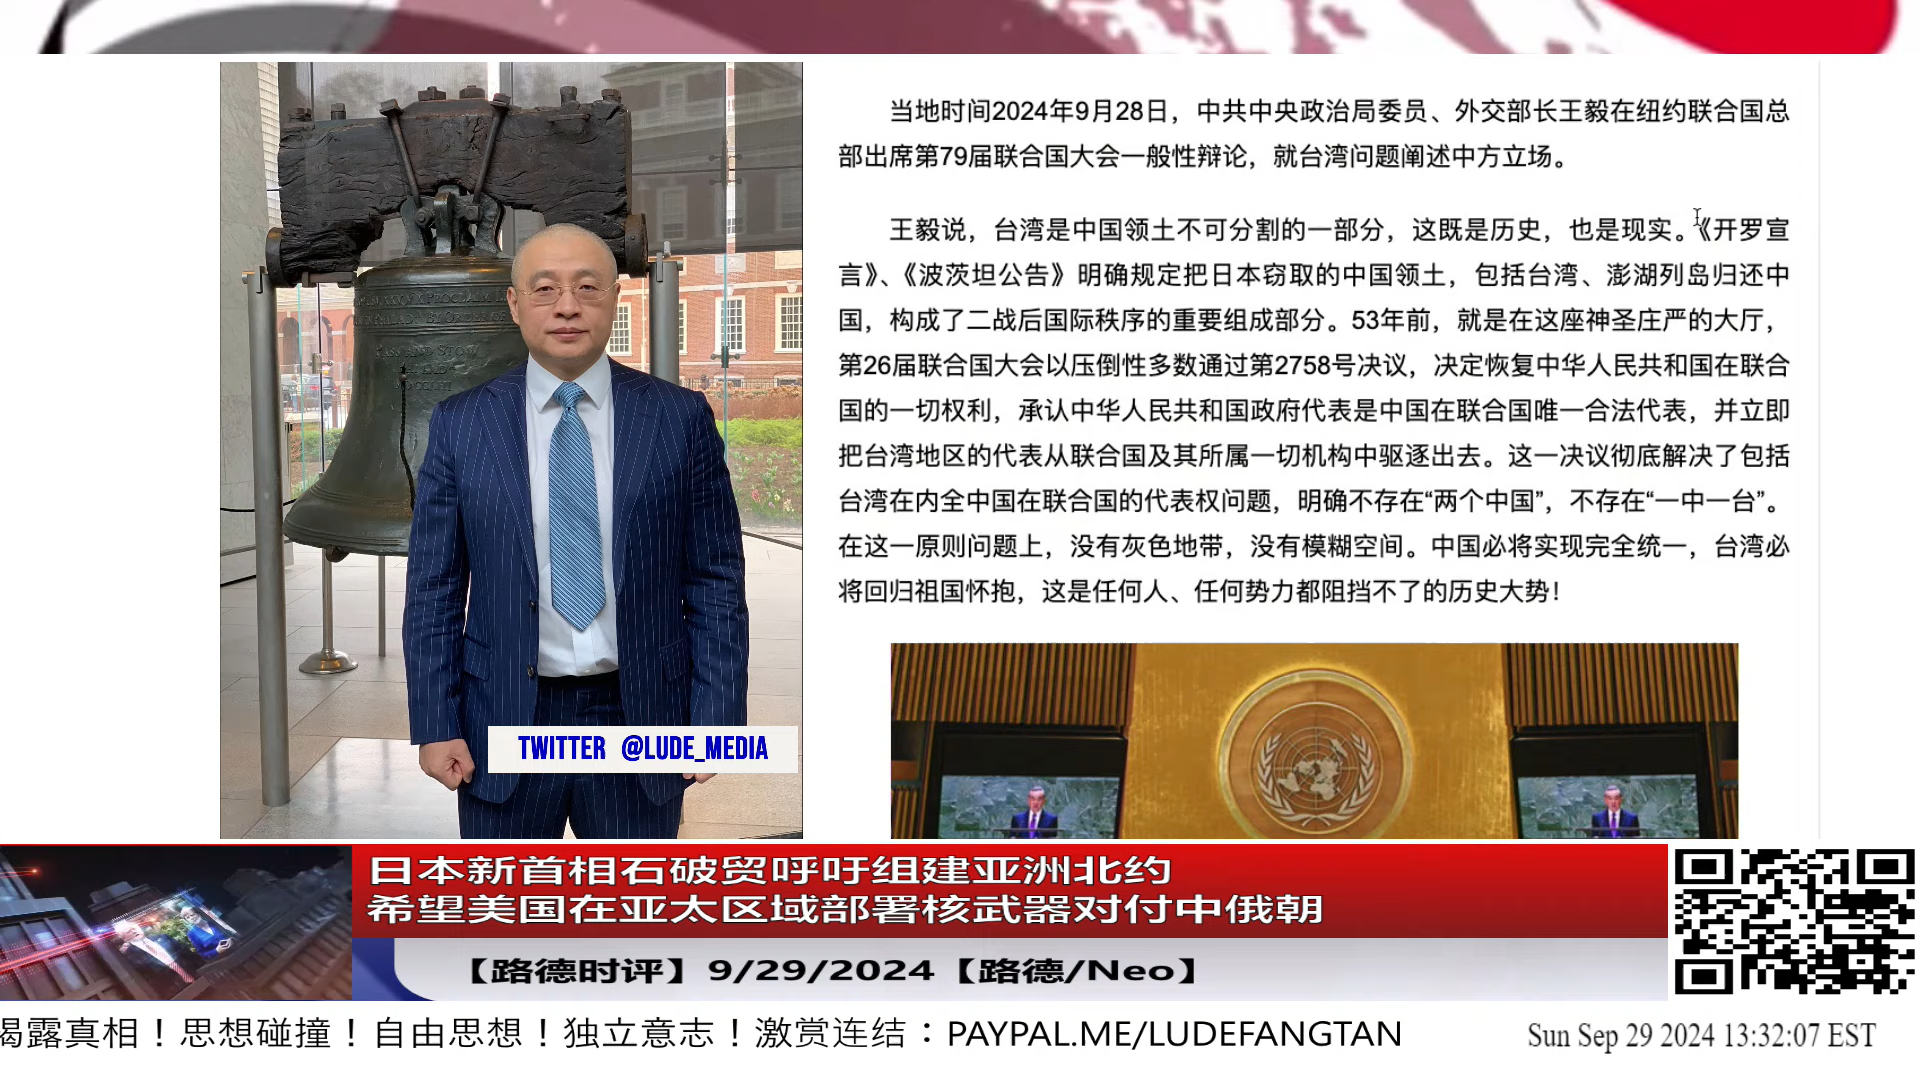 当地时间2024年9月28日，中共中央政治局委员、外交部长王毅在纽约联合国总
部出席第79届联合国大会一般性辩论，就台湾问题阐述中方立场。
王毅说，台湾是中国领土不可分割的一部分，这既是历史，也是现实。《开罗宣
言》、《波茨坦公告》明确规定把日本窃取的中国领土，包括台湾、澎湖列岛归还中
国，构成了二战后国际秩序的重要组成部分。53年前，就是在这座神圣庄严的大厅，
第26届联合国大会以压倒性多数通过第2758号决议，决定恢复中华人民共和国在联合
国的一切权利，承认中华人民共和国政府代表是中国在联合国唯一合法代表，并立即
把台湾地区的代表从联合国及其所属一切机构中驱逐出去。这一决议彻底解决了包括
台湾在内全中国在联合国的代表权问题，明确不存在“两个中国”，不存在“一中一台”。
在这一原则问题上，没有灰色地带，没有模糊空间。中国必将实现完全统一，台湾必
将回归祖国怀抱，这是任何人、任何势力都阻挡不了的历史大势！
PASS AND STOW
TWITTER @LUDE_MEDIA
日本新首相石破贸呼吁组建亚洲北约
希望美国在亚太区域部署核武器对付中俄朝
【路德时评】9/29/2024【路德/Neo】
揭露真相！思想碰撞！自由思想！独立意志！激赏连结：PAYPAL.ME/LUDEFANGTAN
Sun Sep 29 2024 13:32:07 EST